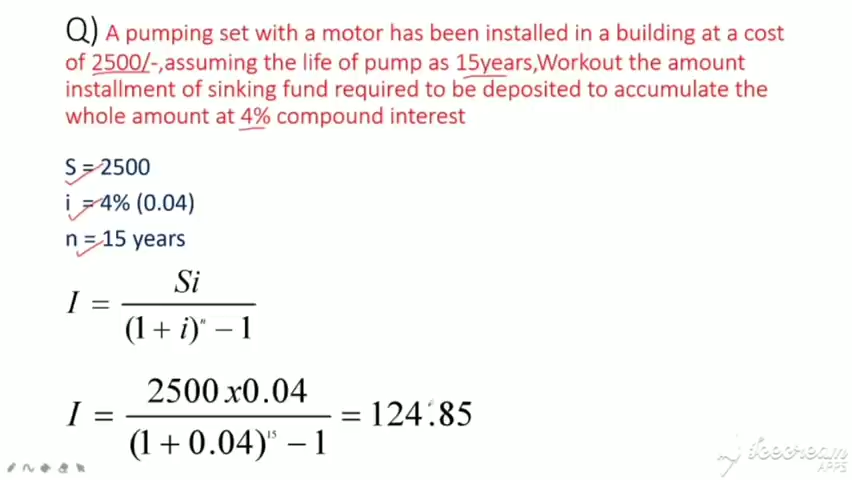 Q) A pumping set with a motor has been installed in a building at a cost
of 2500/-,assuming the life of pump as 15years,Workout the amount
installment of sinking fund required to be deposited to accumulate the
whole amount at 4% compound interest
S = 2500
i = 4% (0.04)
n = 15 years
I = Si / (1 + i)ⁿ − 1
I = 2500 x0.04 / (1 + 0.04)¹⁵ − 1 = 124.85
Icecream
APPS